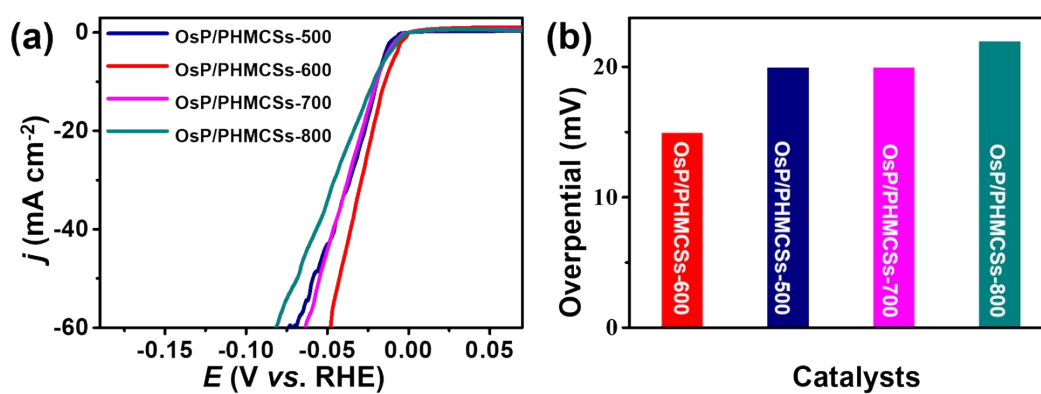 (a)
OsP/PHMCSs-500
OsP/PHMCSs-600
OsP/PHMCSs-700
OsP/PHMCSs-800
0
-20
-40
-60
j (mA cm-2)
-0.15
-0.10
-0.05
0.00
0.05
E (V vs. RHE)
(b)
20
10
0
Overpential (mV)
OsP/PHMCSs-600
OsP/PHMCSs-500
OsP/PHMCSs-700
OsP/PHMCSs-800
Catalysts